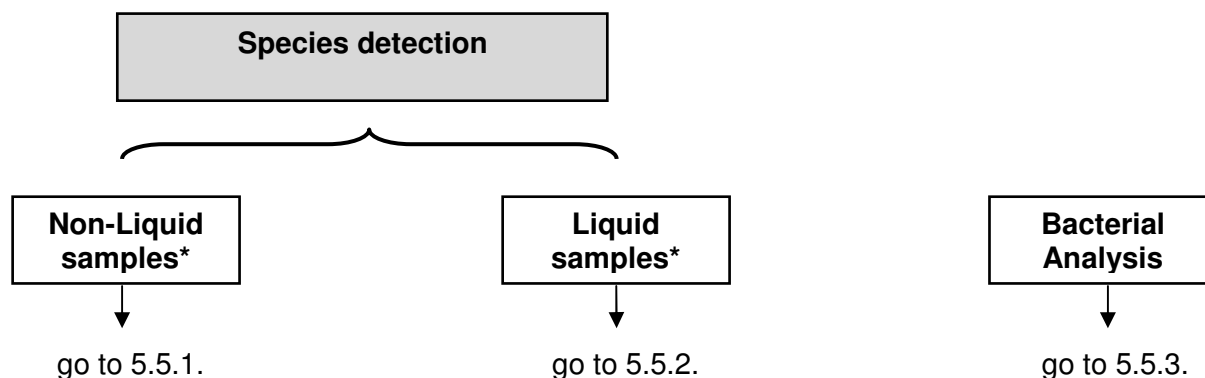 Species detection
Non-Liquid
samples*
Liquid
samples*
Bacterial
Analysis
go to 5.5.1.
go to 5.5.2.
go to 5.5.3.